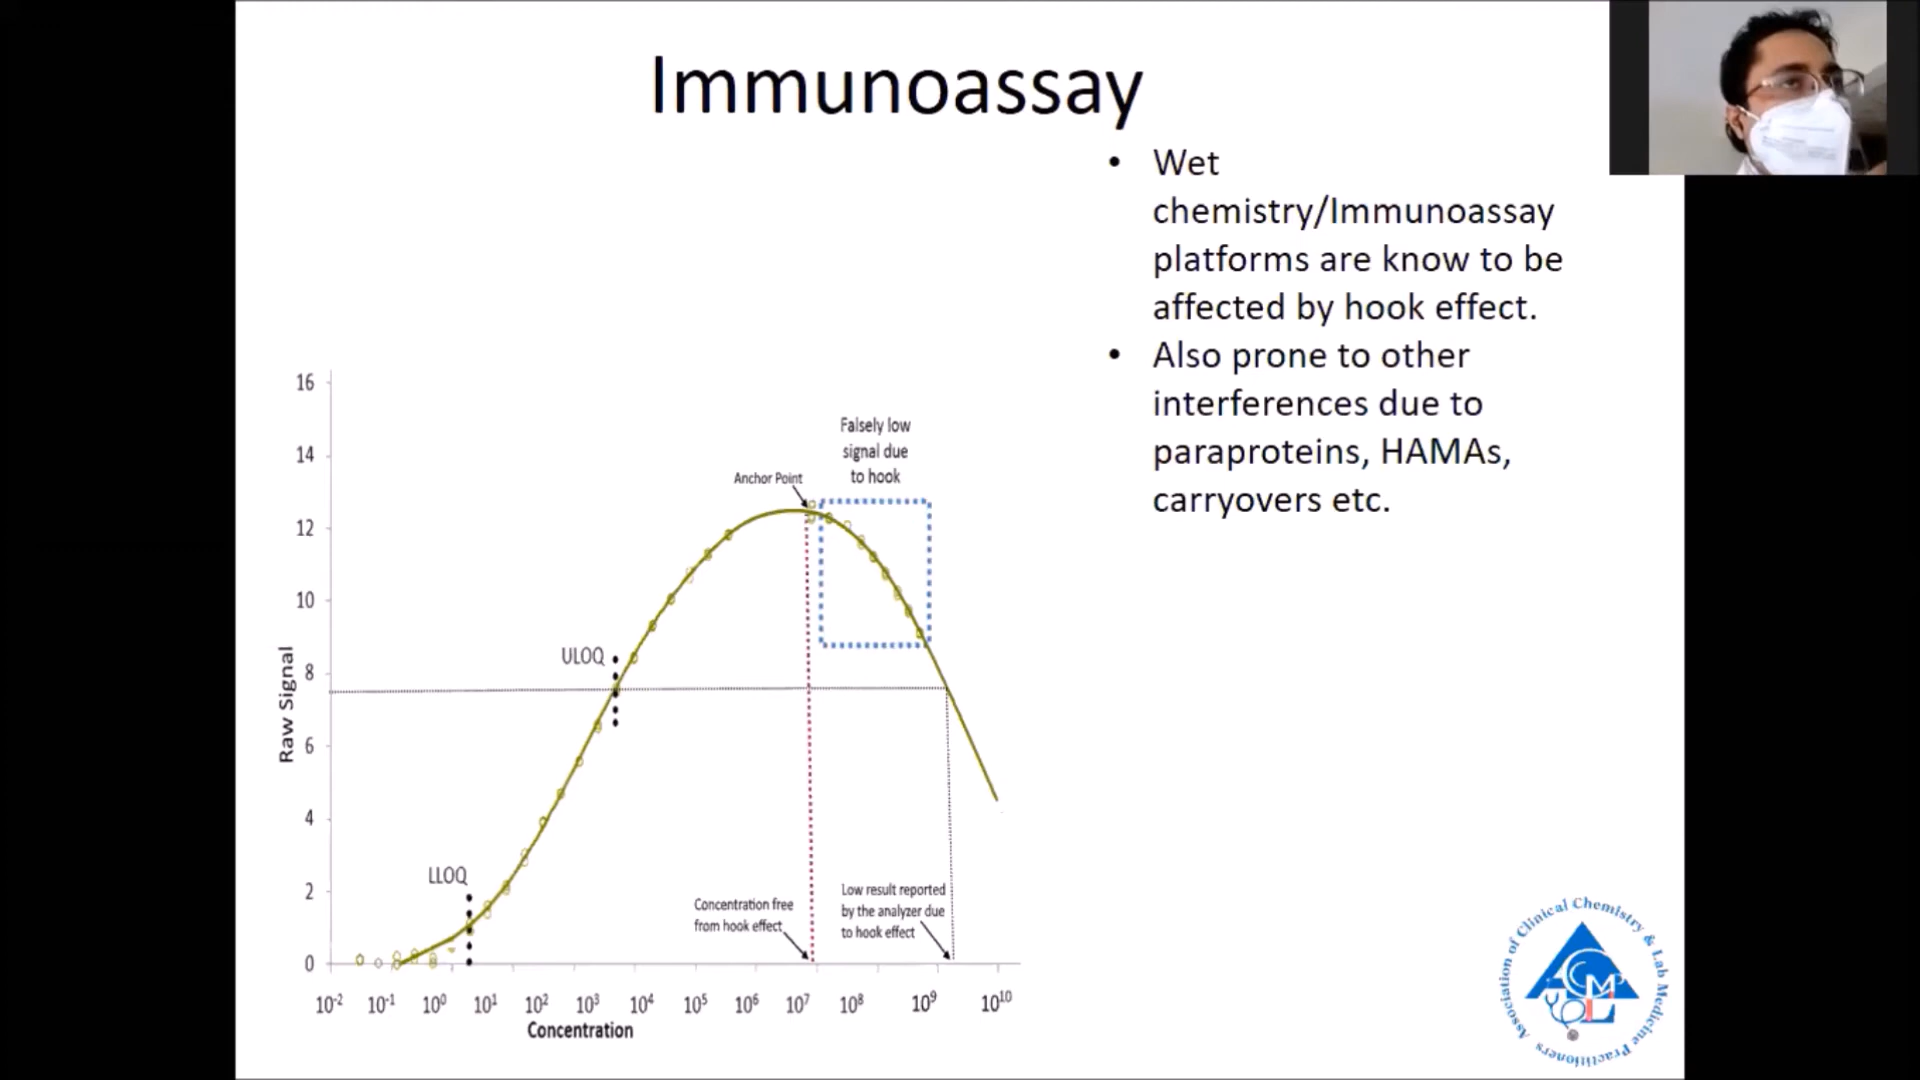 Immunoassay
• Wet
chemistry/Immunoassay
platforms are know to be
affected by hook effect.
• Also prone to other
interferences due to
paraproteins, HAMAs,
carryovers etc.
16
14
12
10
8
6
4
2
0
Raw Signal
Falsely low
signal due
to hook
Anchor Point
ULOQ
LLOQ
Concentration free
from hook effect
Low result reported
by the analyzer due
to hook effect
10⁻² 10⁻¹ 10⁰ 10¹ 10² 10³ 10⁴ 10⁵ 10⁶ 10⁷ 10⁸ 10⁹ 10¹⁰
Concentration
Association of Clinical Chemistry & Lab Medicine Practitioners